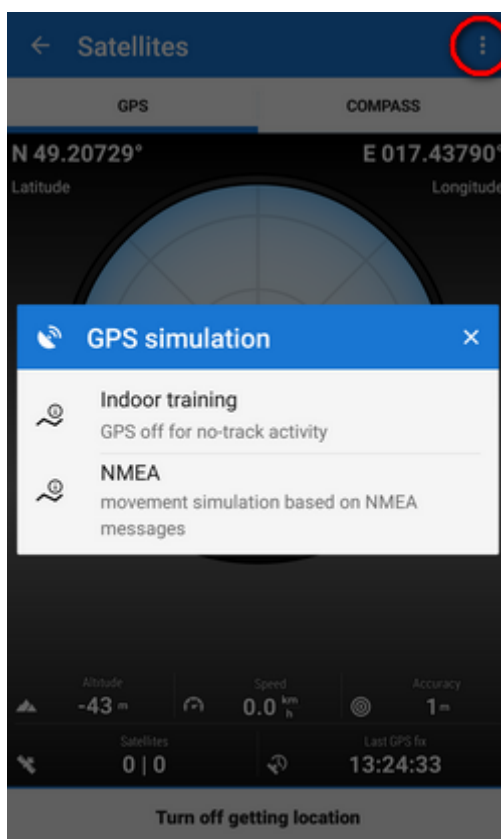 Satellites
GPS COMPASS
N 49.20729° E 017.43790°
Latitude Longitude
GPS simulation
Indoor training
GPS off for no-track activity
NMEA
movement simulation based on NMEA
messages
Altitude Speed Accuracy
-43 m 0.0 km/h 1 m
Satellites Last GPS fix
0 | 0 13:24:33
Turn off getting location